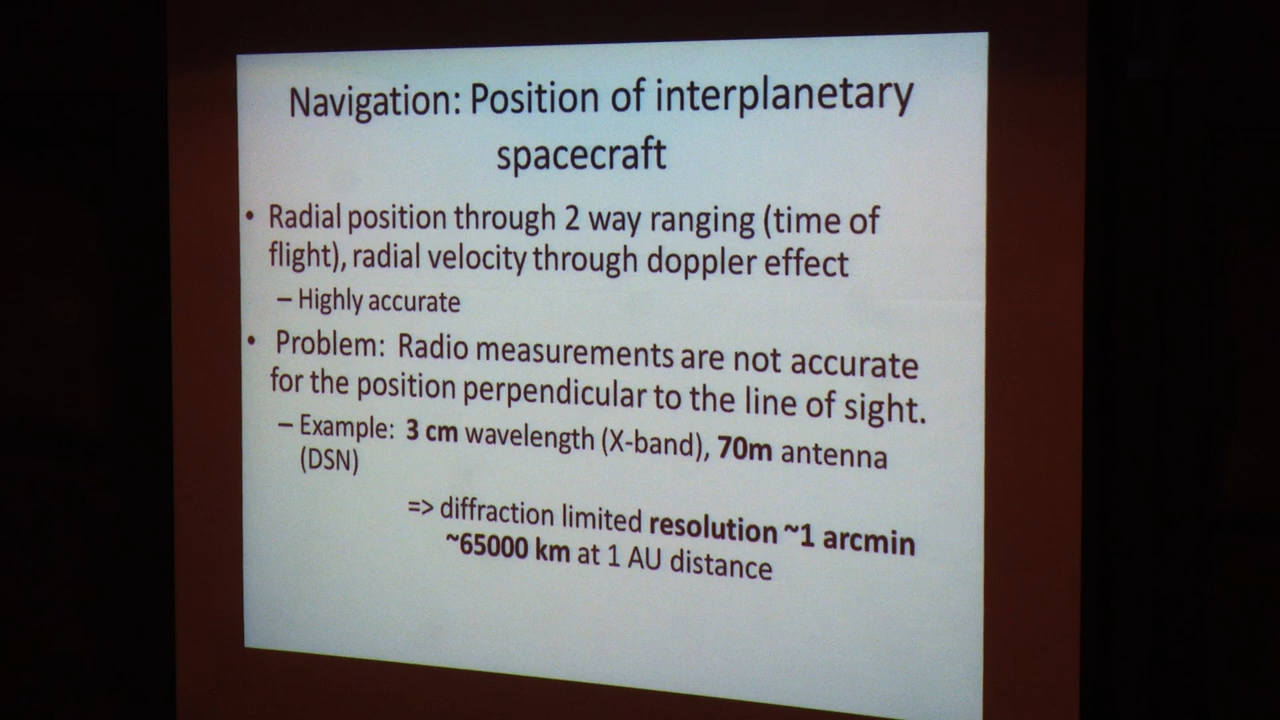 Navigation: Position of interplanetary
spacecraft
• Radial position through 2 way ranging (time of
flight), radial velocity through doppler effect
– Highly accurate
• Problem: Radio measurements are not accurate
for the position perpendicular to the line of sight.
– Example: 3 cm wavelength (X-band), 70m antenna
(DSN)
=> diffraction limited resolution ~1 arcmin
~65000 km at 1 AU distance